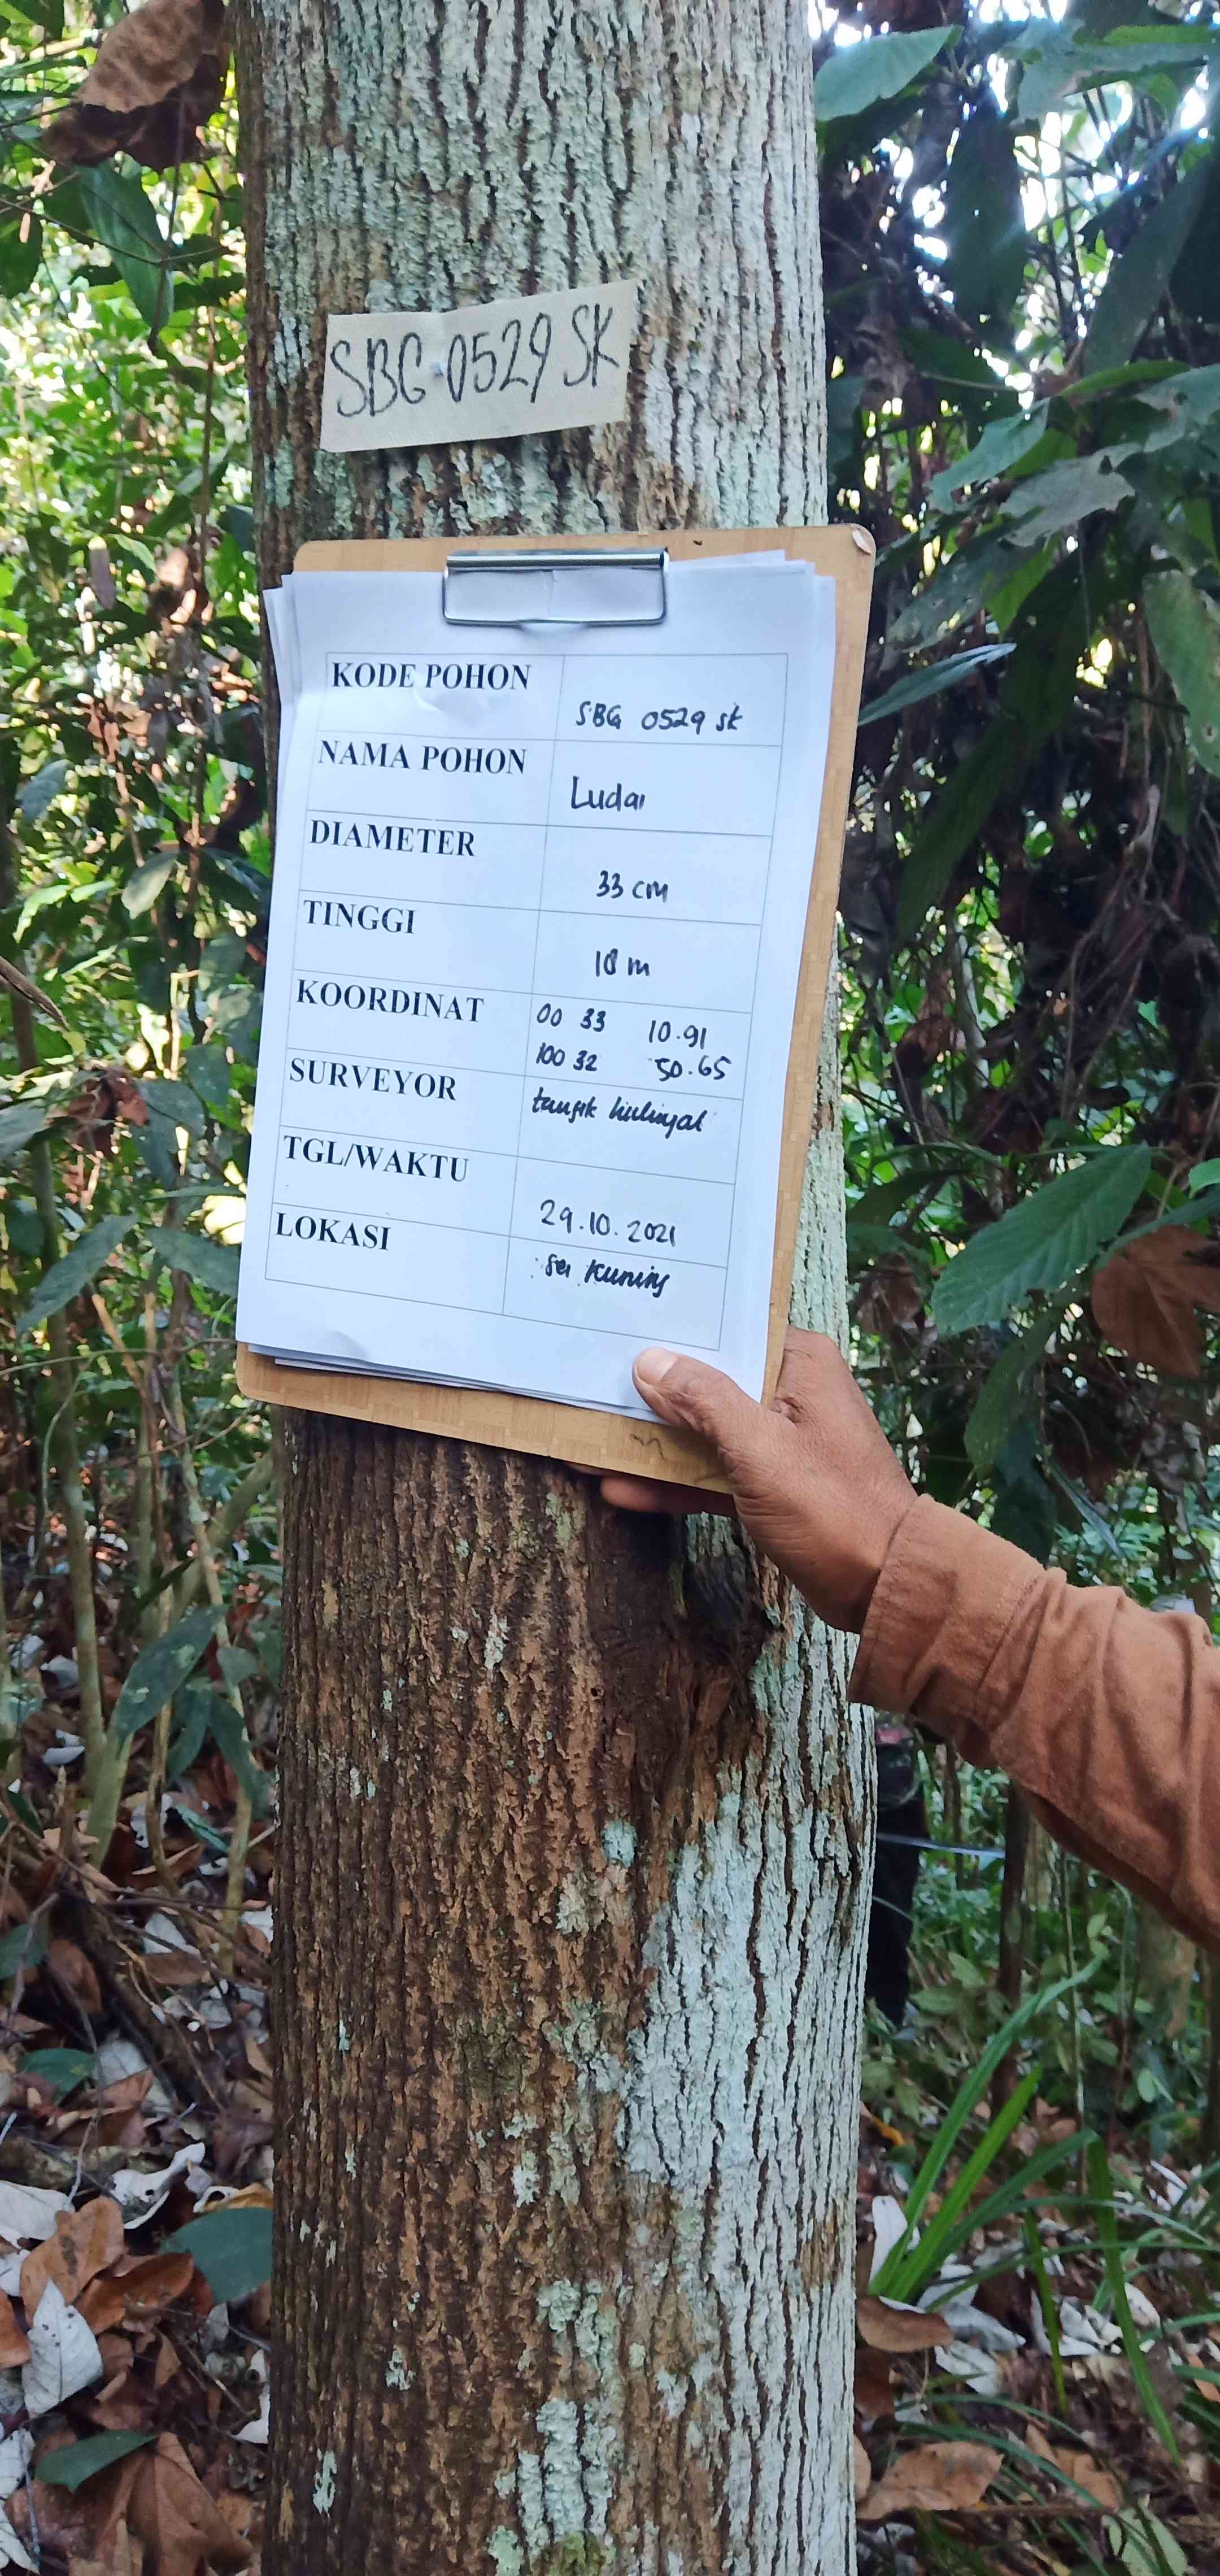 SBG 0529 SK
KODE POHON
SBG 0529 SK
NAMA POHON
Ludai
DIAMETER
33 cm
TINGGI
18 m
KOORDINAT
00 33 10.91
100 32 50.65
SURVEYOR
taufik
TGL/WAKTU
29.10.2021
LOKASI
Sei Kuning